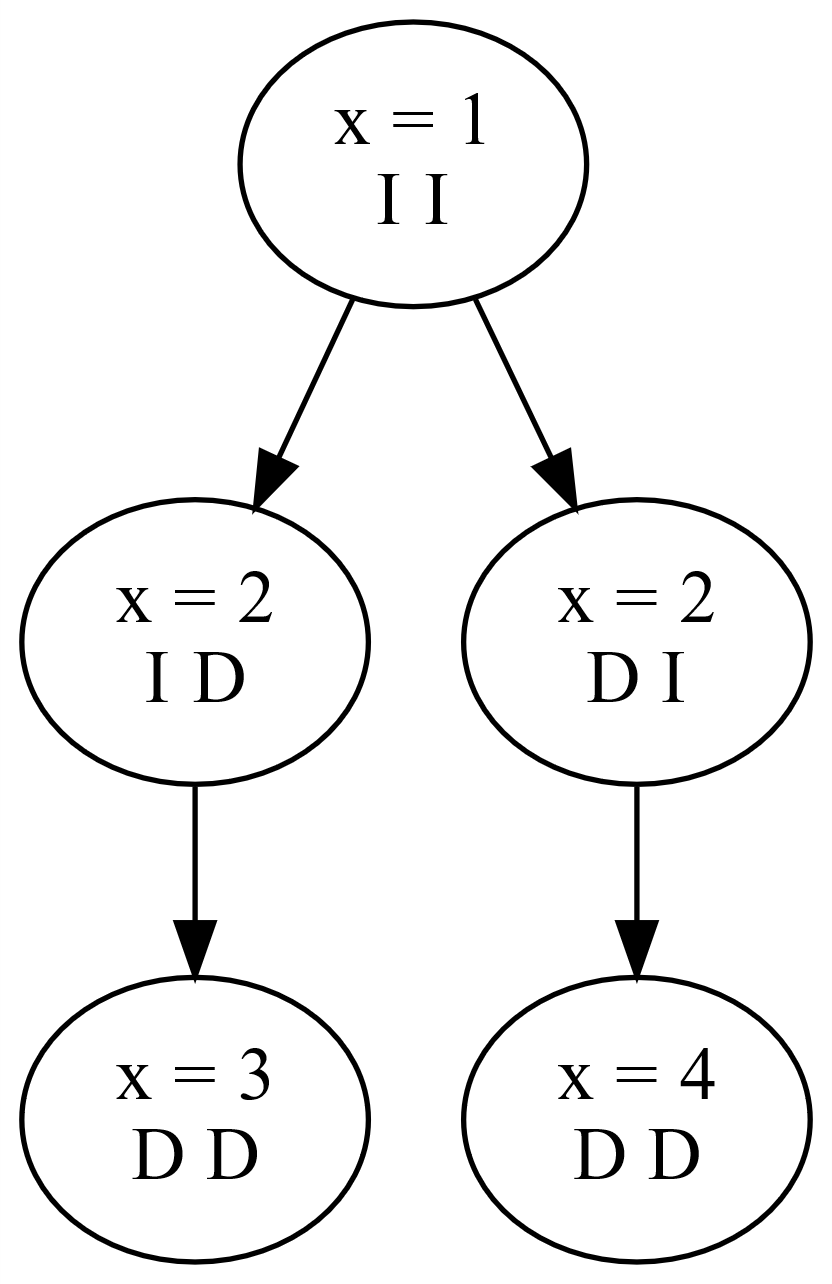 x = 1
I I
x = 2
I D
x = 2
D I
x = 3
D D
x = 4
D D